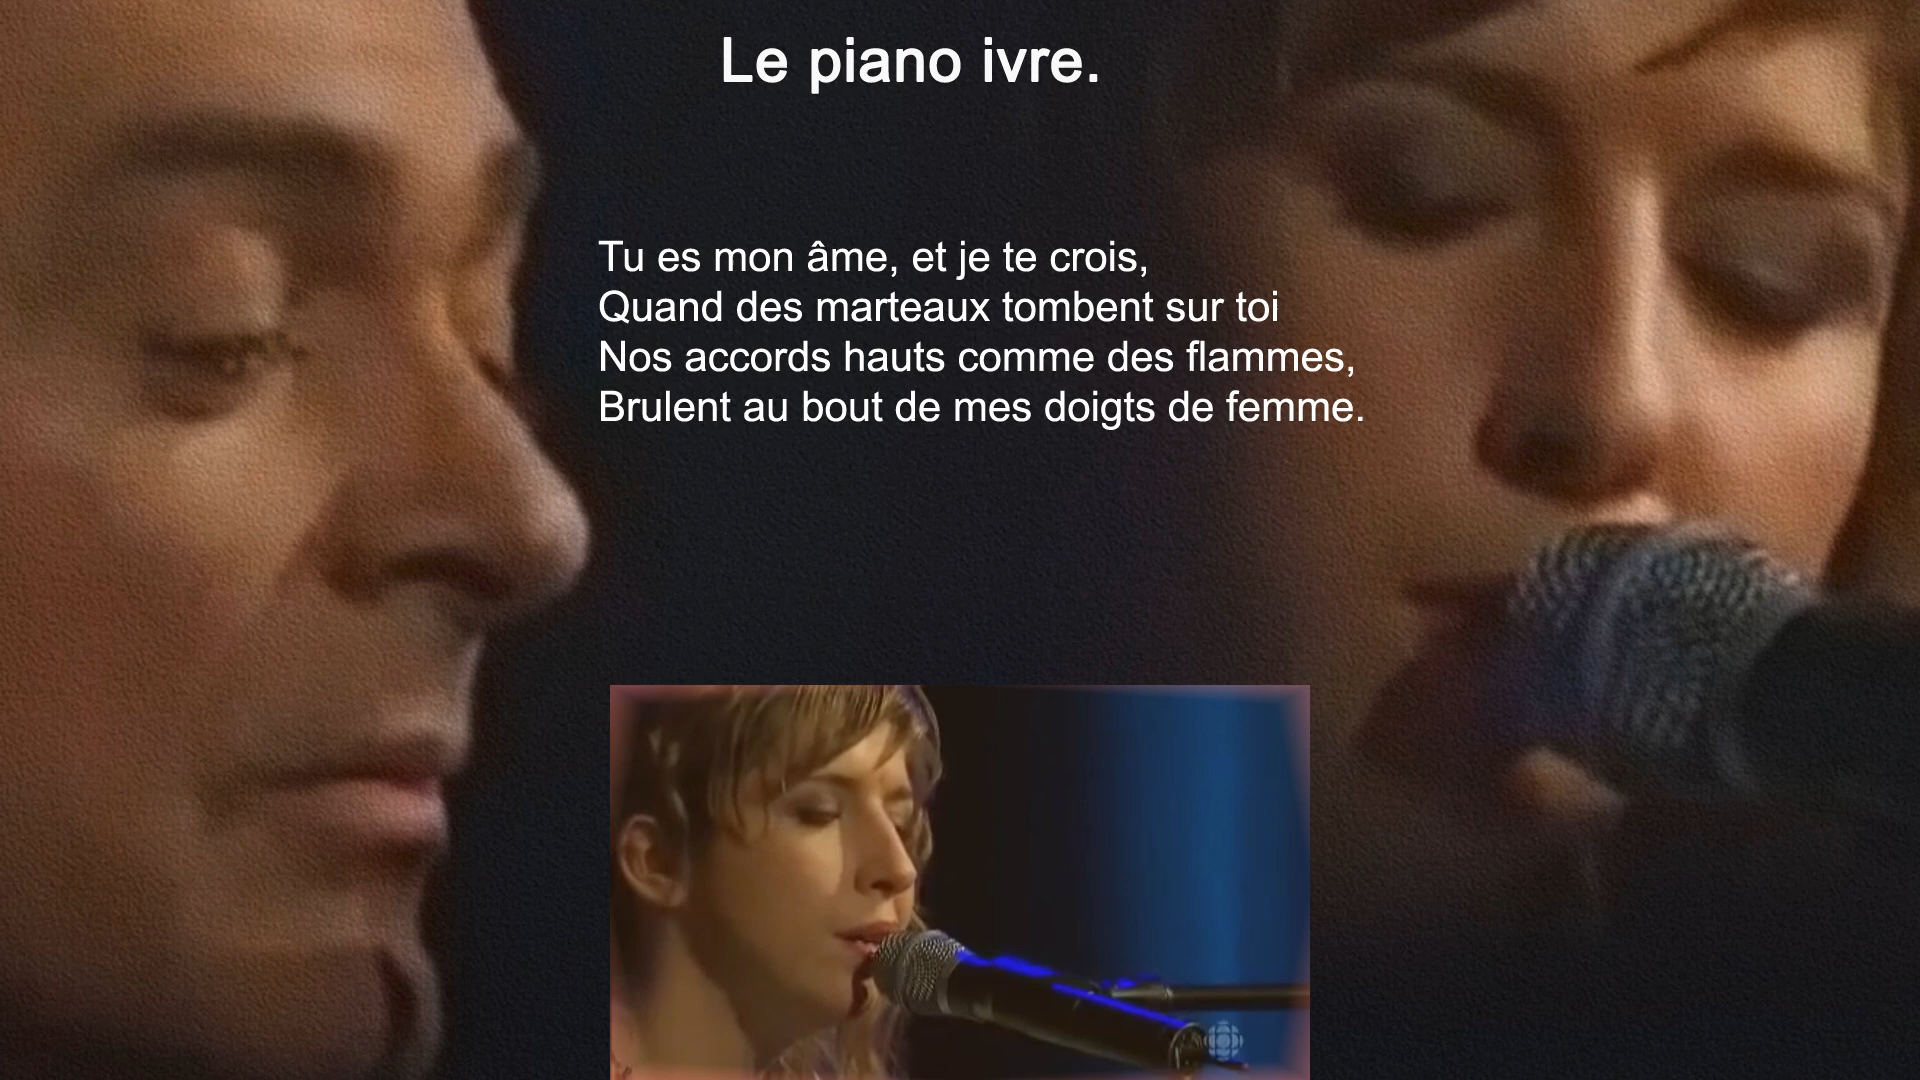 Le piano ivre.
Tu es mon âme, et je te crois,
Quand des marteaux tombent sur toi
Nos accords hauts comme des flammes,
Brulent au bout de mes doigts de femme.